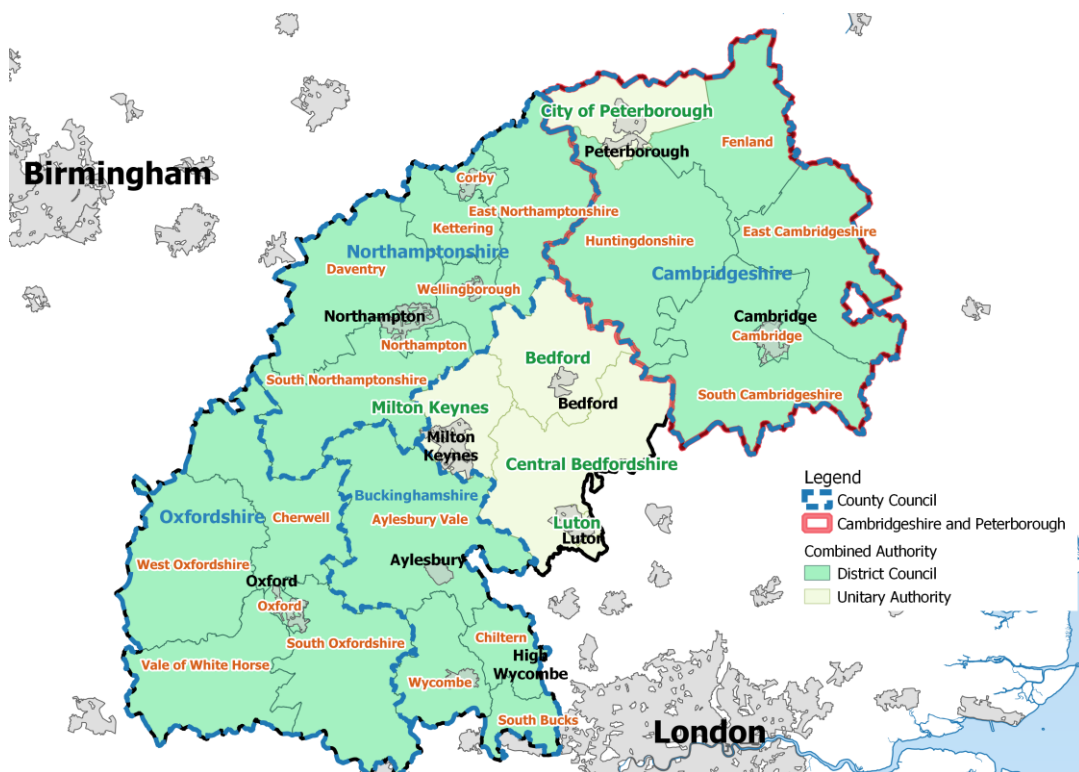 City of Peterborough
Peterborough
Fenland
Birmingham
Corby
East Northamptonshire
Kettering
Huntingdonshire
East Cambridgeshire
Northamptonshire
Daventry
Cambridgeshire
Wellingborough
Northampton
Cambridge
Cambridge
Northampton
Bedford
South Northamptonshire
Bedford
South Cambridgeshire
Milton Keynes
Milton
Keynes
Central Bedfordshire
Legend
County Council
Cambridgeshire and Peterborough
Combined Authority
District Council
Unitary Authority
Buckinghamshire
Oxfordshire
Cherwell
Aylesbury Vale
Luton
Luton
West Oxfordshire
Aylesbury
Oxford
Oxford
South Oxfordshire
Chiltern
High
Wycombe
Vale of White Horse
Wycombe
South Bucks
London